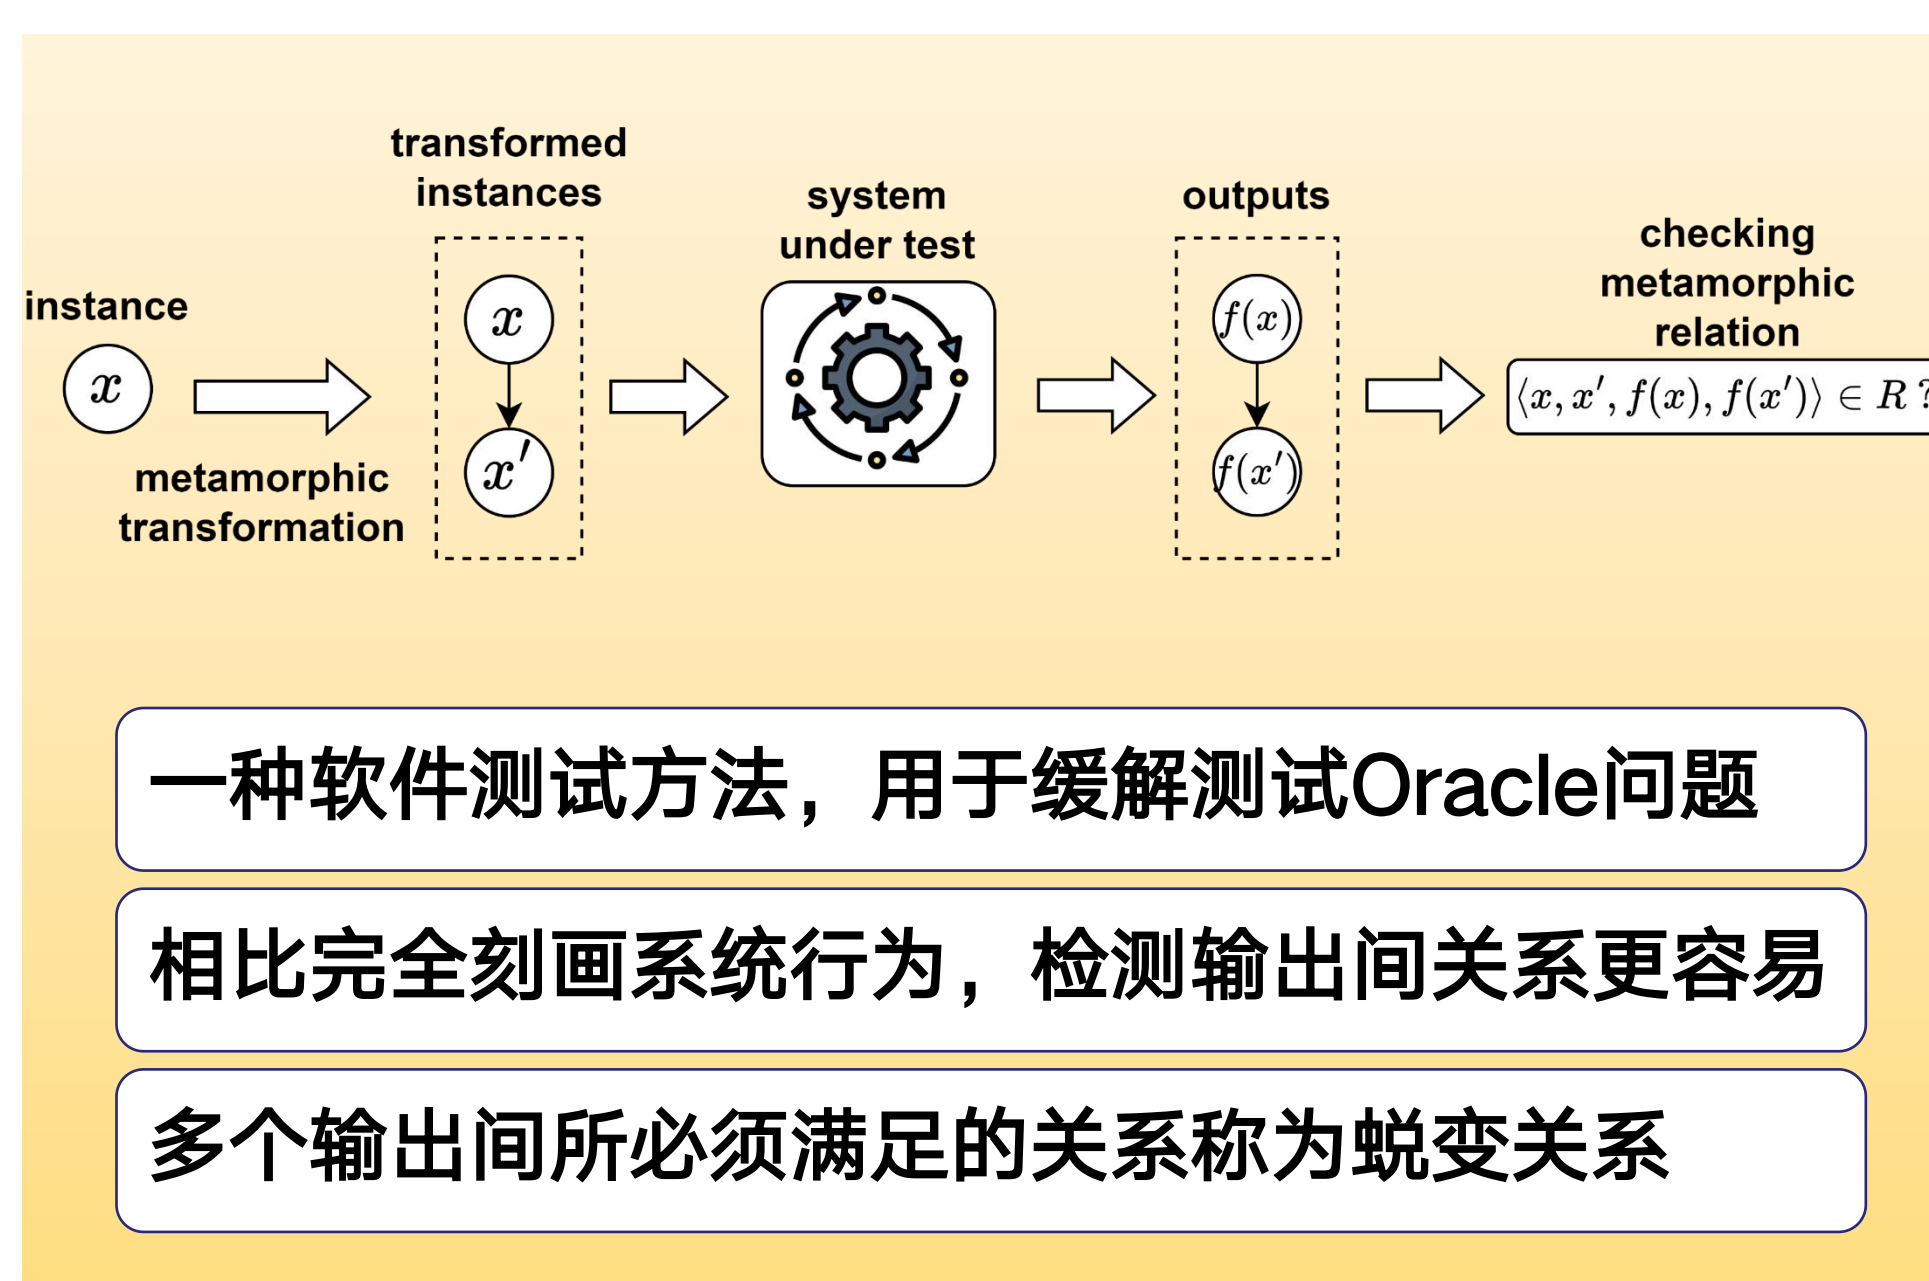 instance
x
metamorphic
transformation
transformed
instances
x
x′
system
under test
outputs
f(x)
f(x′)
checking
metamorphic
relation
⟨x, x′, f(x), f(x′)⟩ ∈ R ?
一种软件测试方法，用于缓解测试Oracle问题
相比完全刻画系统行为，检测输出间关系更容易
多个输出间所必须满足的关系称为蜕变关系